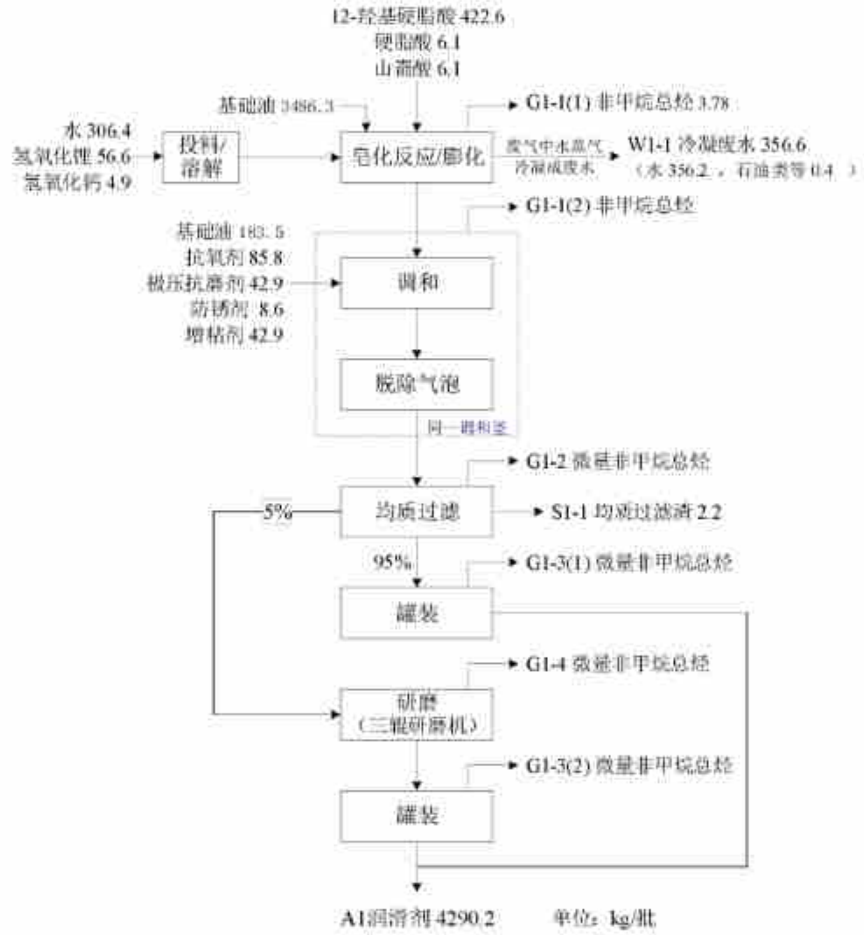 12-羟基硬脂酸 422.6
硬脂酸 6.1
山嵛酸 6.1
基础油 3486.3
G1-1(1) 非甲烷总烃 3.78
水 306.4
氢氧化锂 56.6
氢氧化钙 4.9
投料/
溶解
皂化反应/膨化
废气中水蒸气
冷凝成废水
W1-1 冷凝废水 356.6
（水 356.2 ，石油类等 0.4 ）
G1-1(2) 非甲烷总烃
基础油 183.5
抗氧剂 85.8
极压抗磨剂 42.9
防锈剂 8.6
增粘剂 42.9
调和
脱除气泡
同一调和釜
G1-2 微量非甲烷总烃
5%
均质过滤
S1-1 均质过滤渣 2.2
95%
G1-3(1) 微量非甲烷总烃
罐装
G1-4 微量非甲烷总烃
研磨
（三辊研磨机）
G1-3(2) 微量非甲烷总烃
罐装
A1润滑剂 4290.2
单位：kg/批